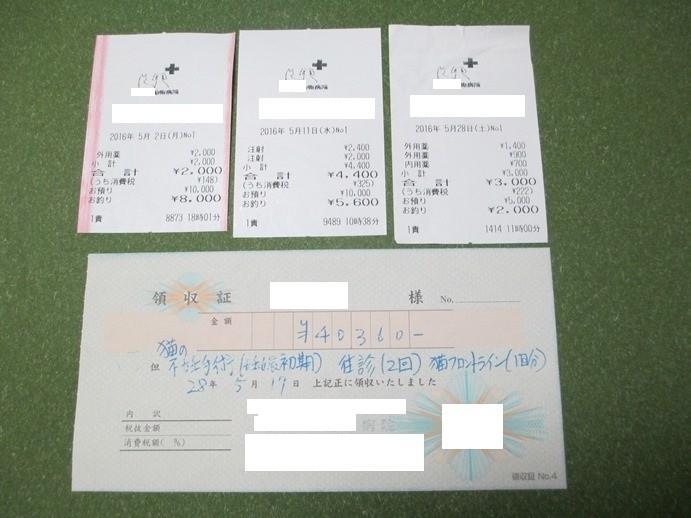 2016年 5月 2日(月)No1
外用薬 ¥2,000
小 計 ¥2,000
合 計 ¥2,000
(うち消費税 ¥148)
お預り ¥10,000
お釣り ¥8,000
1責 8873 18時01分
2016年 5月11日(水)No1
注射 ¥2,400
注射 ¥2,000
小 計 ¥4,400
合 計 ¥4,400
(うち消費税 ¥325)
お預り ¥10,000
お釣り ¥5,600
1責 9489 10時38分
2016年 5月28日(土)No1
外用薬 ¥1,400
外用薬 ¥900
内用薬 ¥700
小 計 ¥3,000
合 計 ¥3,000
(うち消費税 ¥222)
お預り ¥5,000
お釣り ¥2,000
1責 1414 11時00分
領 収 証 様 No.
金 額 ¥40360-
猫の
但 不妊手術(妊娠初期) 往診(2回) 猫フロントライン(1回分)
28年 5月 19日 上記正に領収いたしました
内 訳
税抜金額
消費税額( %)
病院
領収証 No.4